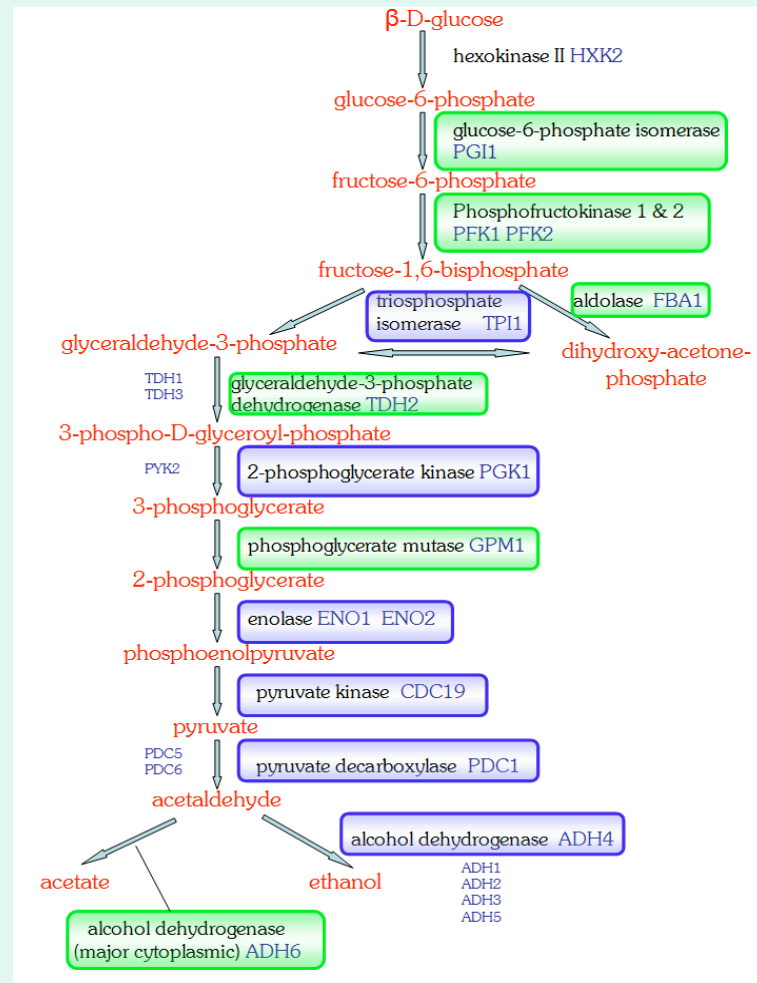 β-D-glucose
hexokinase II HXK2
glucose-6-phosphate
glucose-6-phosphate isomerase
PGI1
fructose-6-phosphate
Phosphofructokinase 1 & 2
PFK1 PFK2
fructose-1,6-bisphosphate
triosphosphate
isomerase TPI1
aldolase FBA1
glyceraldehyde-3-phosphate
dihydroxy-acetone-
phosphate
TDH1
TDH3
glyceraldehyde-3-phosphate
dehydrogenase TDH2
3-phospho-D-glyceroyl-phosphate
PYK2
2-phosphoglycerate kinase PGK1
3-phosphoglycerate
phosphoglycerate mutase GPM1
2-phosphoglycerate
enolase ENO1 ENO2
phosphoenolpyruvate
pyruvate kinase CDC19
pyruvate
PDC5
PDC6
pyruvate decarboxylase PDC1
acetaldehyde
alcohol dehydrogenase ADH4
acetate
ethanol
ADH1
ADH2
ADH3
ADH5
alcohol dehydrogenase
(major cytoplasmic) ADH6